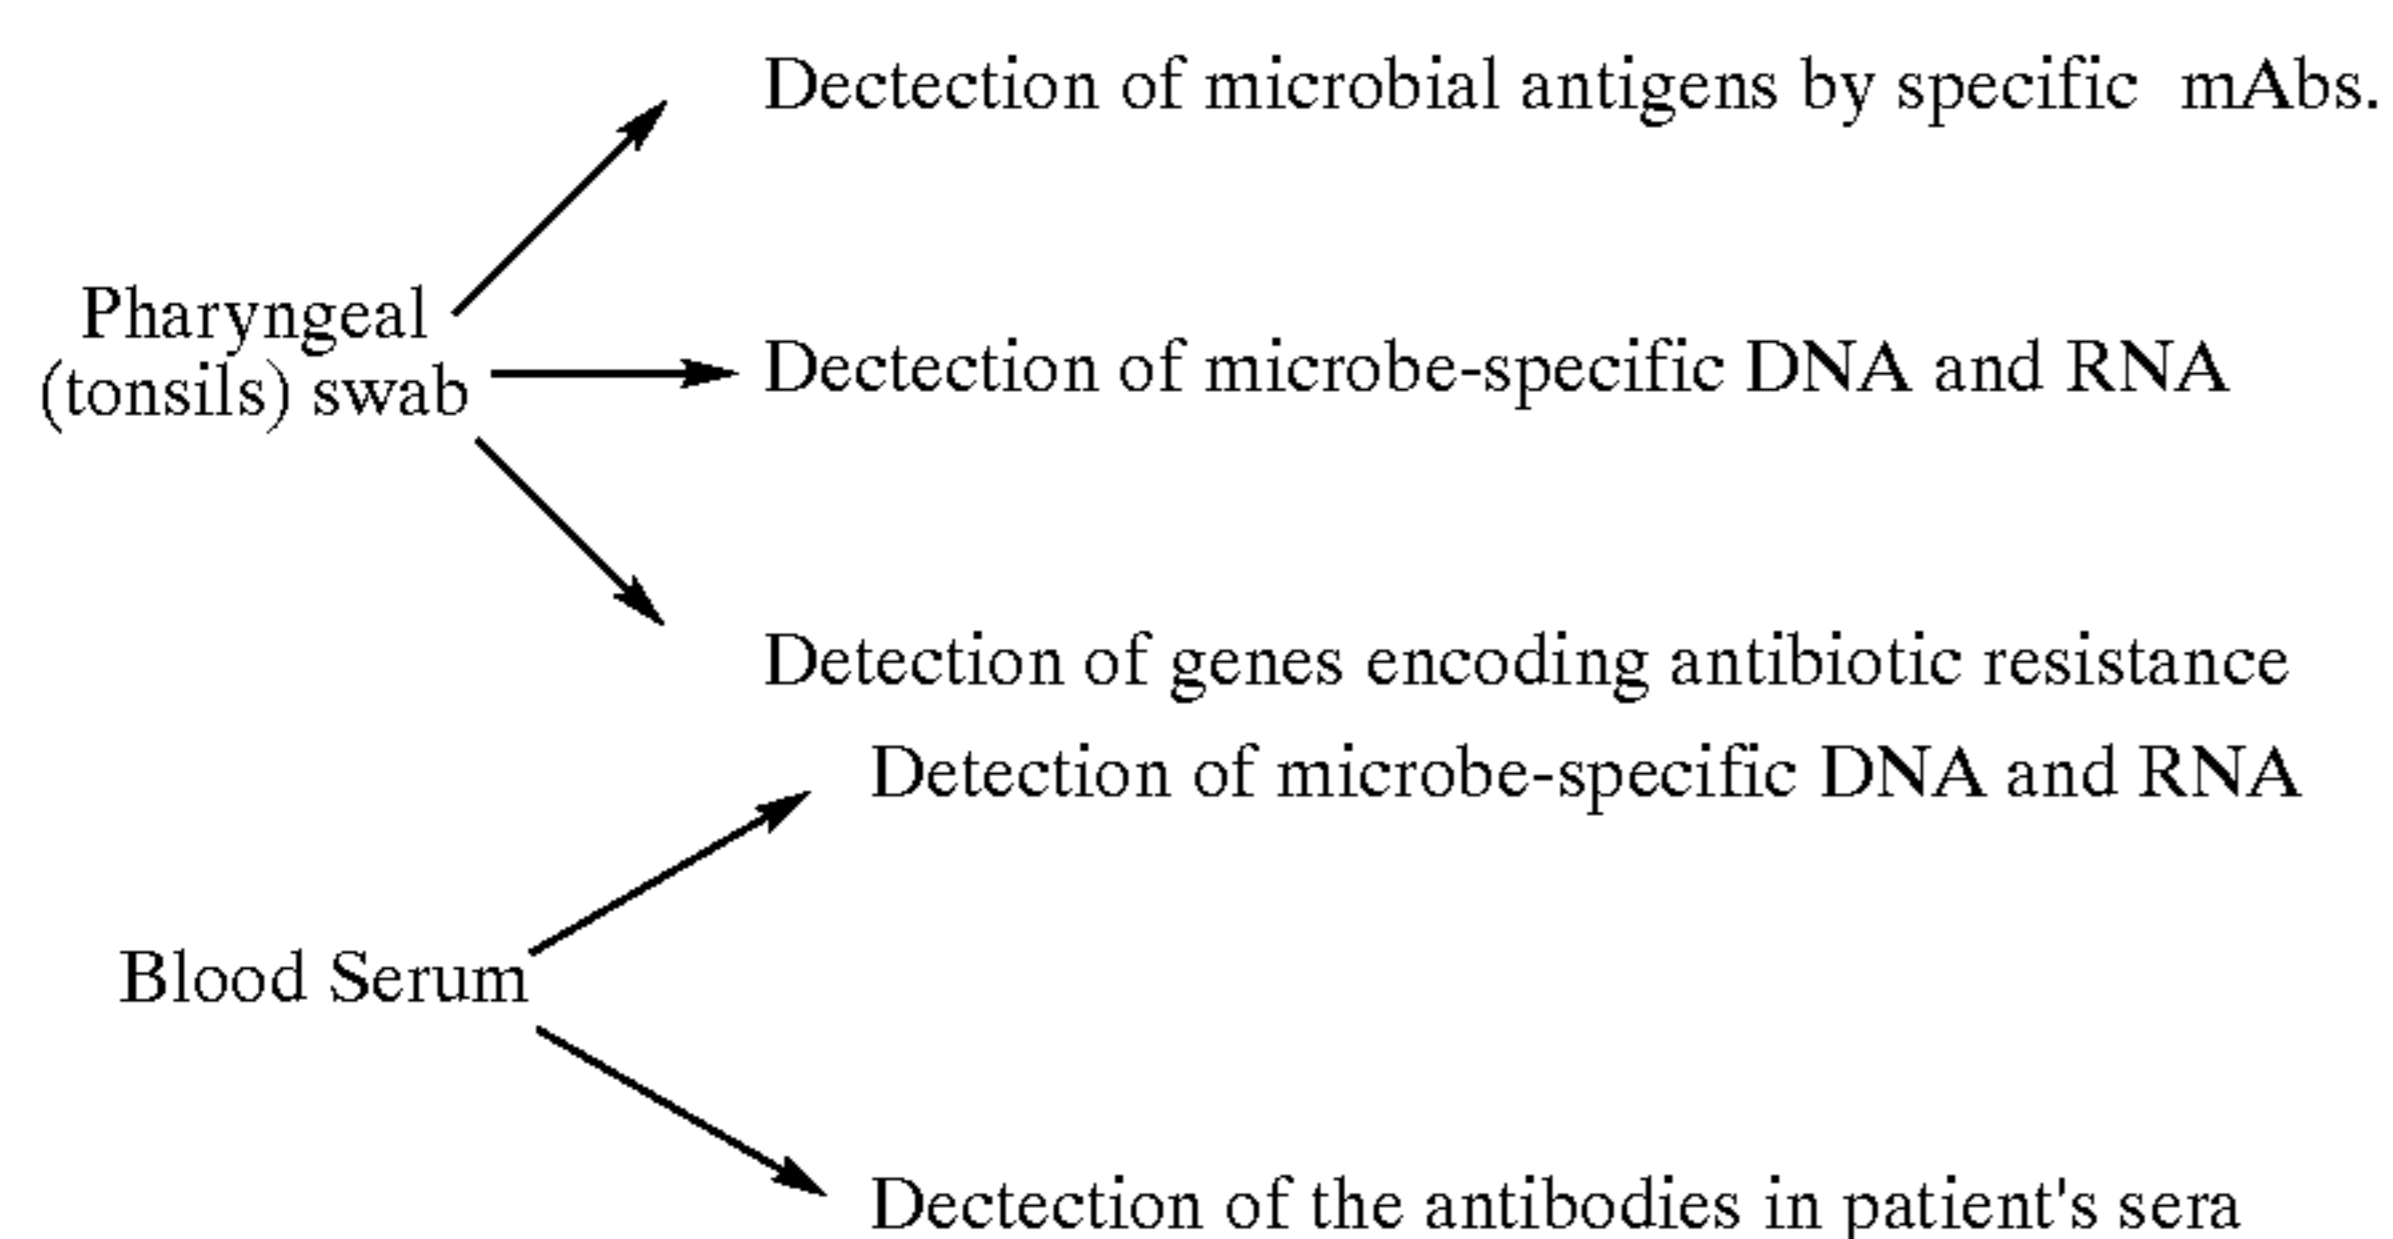 Dectection of microbial antigens by specific mAbs.
Pharyngeal
(tonsils) swab
Dectection of microbe-specific DNA and RNA
Detection of genes encoding antibiotic resistance
Detection of microbe-specific DNA and RNA
Blood Serum
Dectection of the antibodies in patient's sera